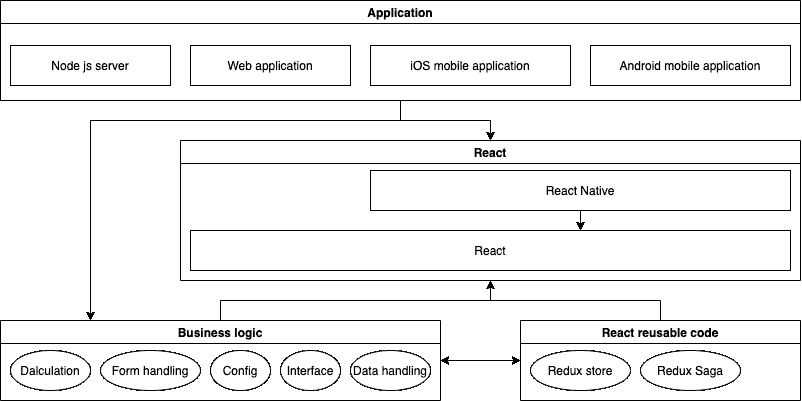 Application
Node js server
Web application
iOS mobile application
Android mobile application
React
React Native
React
Business logic
React reusable code
Dalculation
Form handling
Config
Interface
Data handling
Redux store
Redux Saga